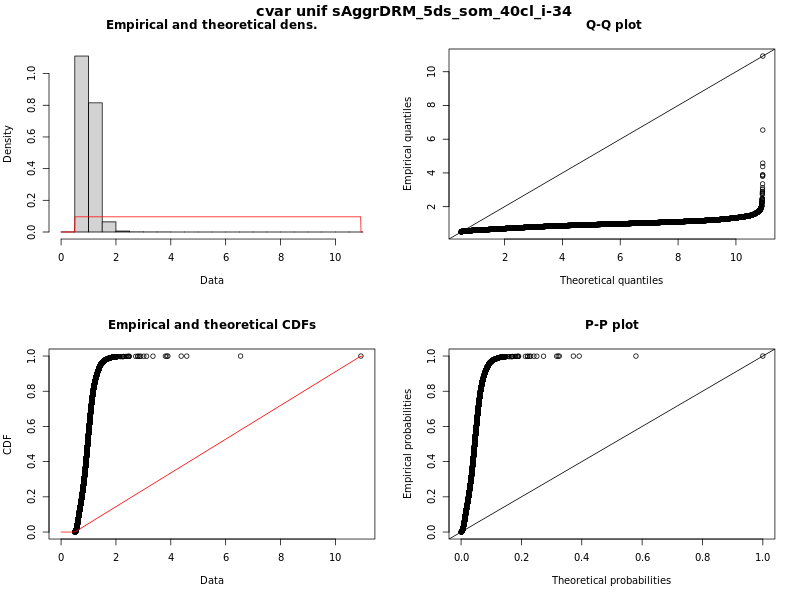 cvar unif sAggrDRM_5ds_som_40cl_i-34
Empirical and theoretical dens.
Density
0.0 0.2 0.4 0.6 0.8 1.0
0 2 4 6 8 10
Data
Q-Q plot
Empirical quantiles
2 4 6 8 10
2 4 6 8 10
Theoretical quantiles
Empirical and theoretical CDFs
CDF
0.0 0.2 0.4 0.6 0.8 1.0
0 2 4 6 8 10
Data
P-P plot
Empirical probabilities
0.0 0.2 0.4 0.6 0.8 1.0
0.0 0.2 0.4 0.6 0.8 1.0
Theoretical probabilities